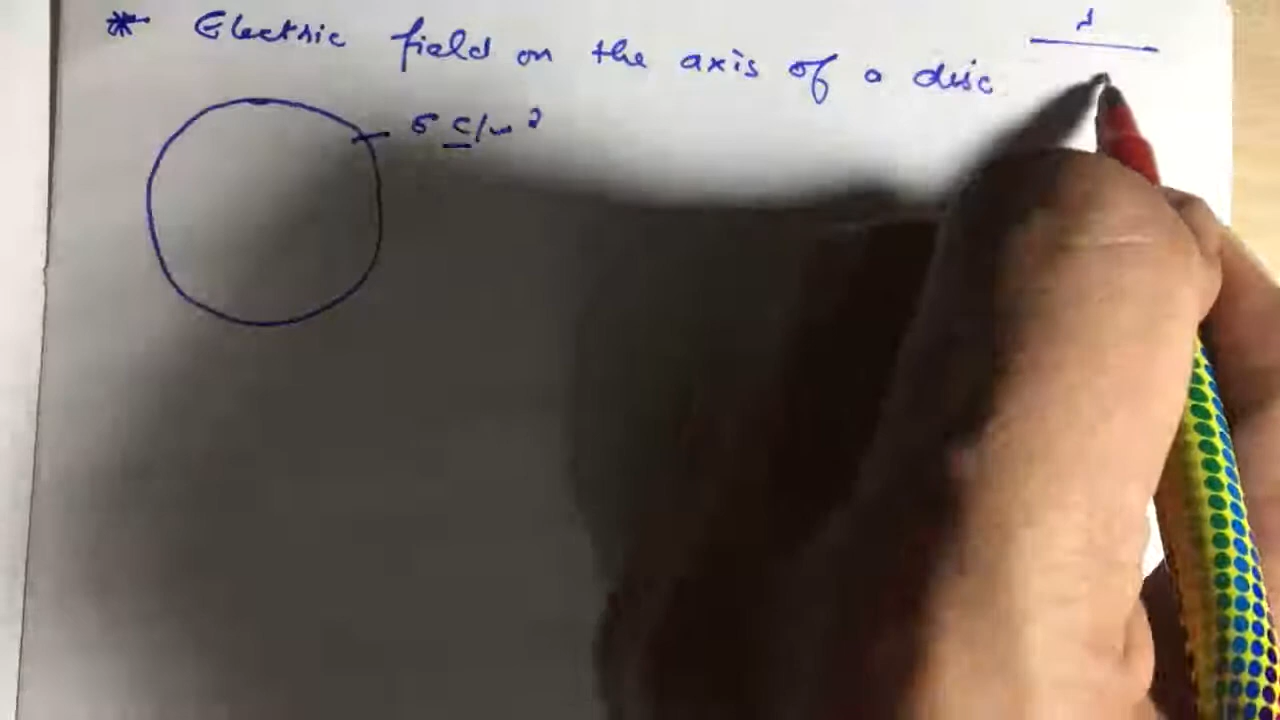 * Electric field on the axis of a disc
λ
σ C/m²